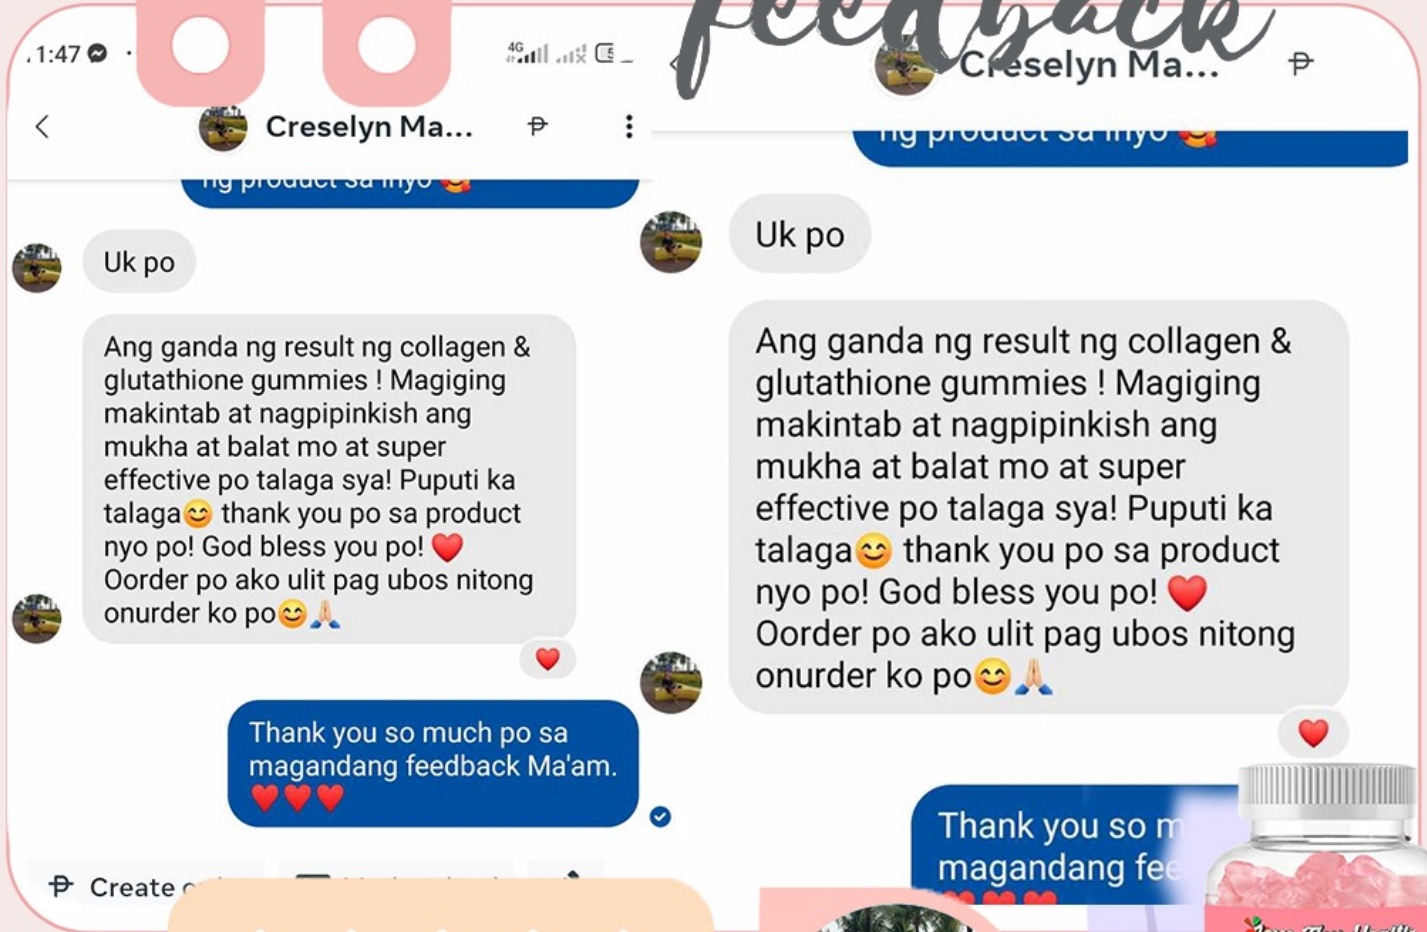 feedback
1:47
4G
Creselyn Ma...
ng product sa inyo 🥰
Uk po
Ang ganda ng result ng collagen &
glutathione gummies ! Magiging
makintab at nagpipinkish ang
mukha at balat mo at super
effective po talaga sya! Puputi ka
talaga😊 thank you po sa product
nyo po! God bless you po! ❤️
Oorder po ako ulit pag ubos nitong
onurder ko po😊🙏🏻
Thank you so much po sa
magandang feedback Ma'am.
❤️❤️❤️
₱ Create
Creselyn Ma...
ng product sa inyo 🥰
Uk po
Ang ganda ng result ng collagen &
glutathione gummies ! Magiging
makintab at nagpipinkish ang
mukha at balat mo at super
effective po talaga sya! Puputi ka
talaga😊 thank you po sa product
nyo po! God bless you po! ❤️
Oorder po ako ulit pag ubos nitong
onurder ko po😊🙏🏻
Thank you so m
magandang fee